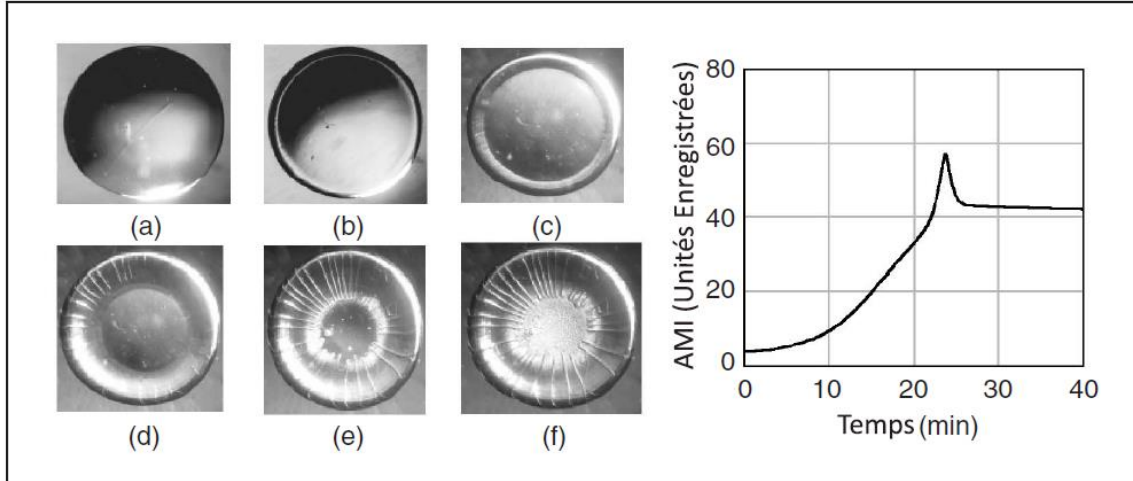 (a)
(b)
(c)
(d)
(e)
(f)
AMI (Unités Enregistrées)
80
60
40
20
0
0
10
20
30
40
Temps (min)